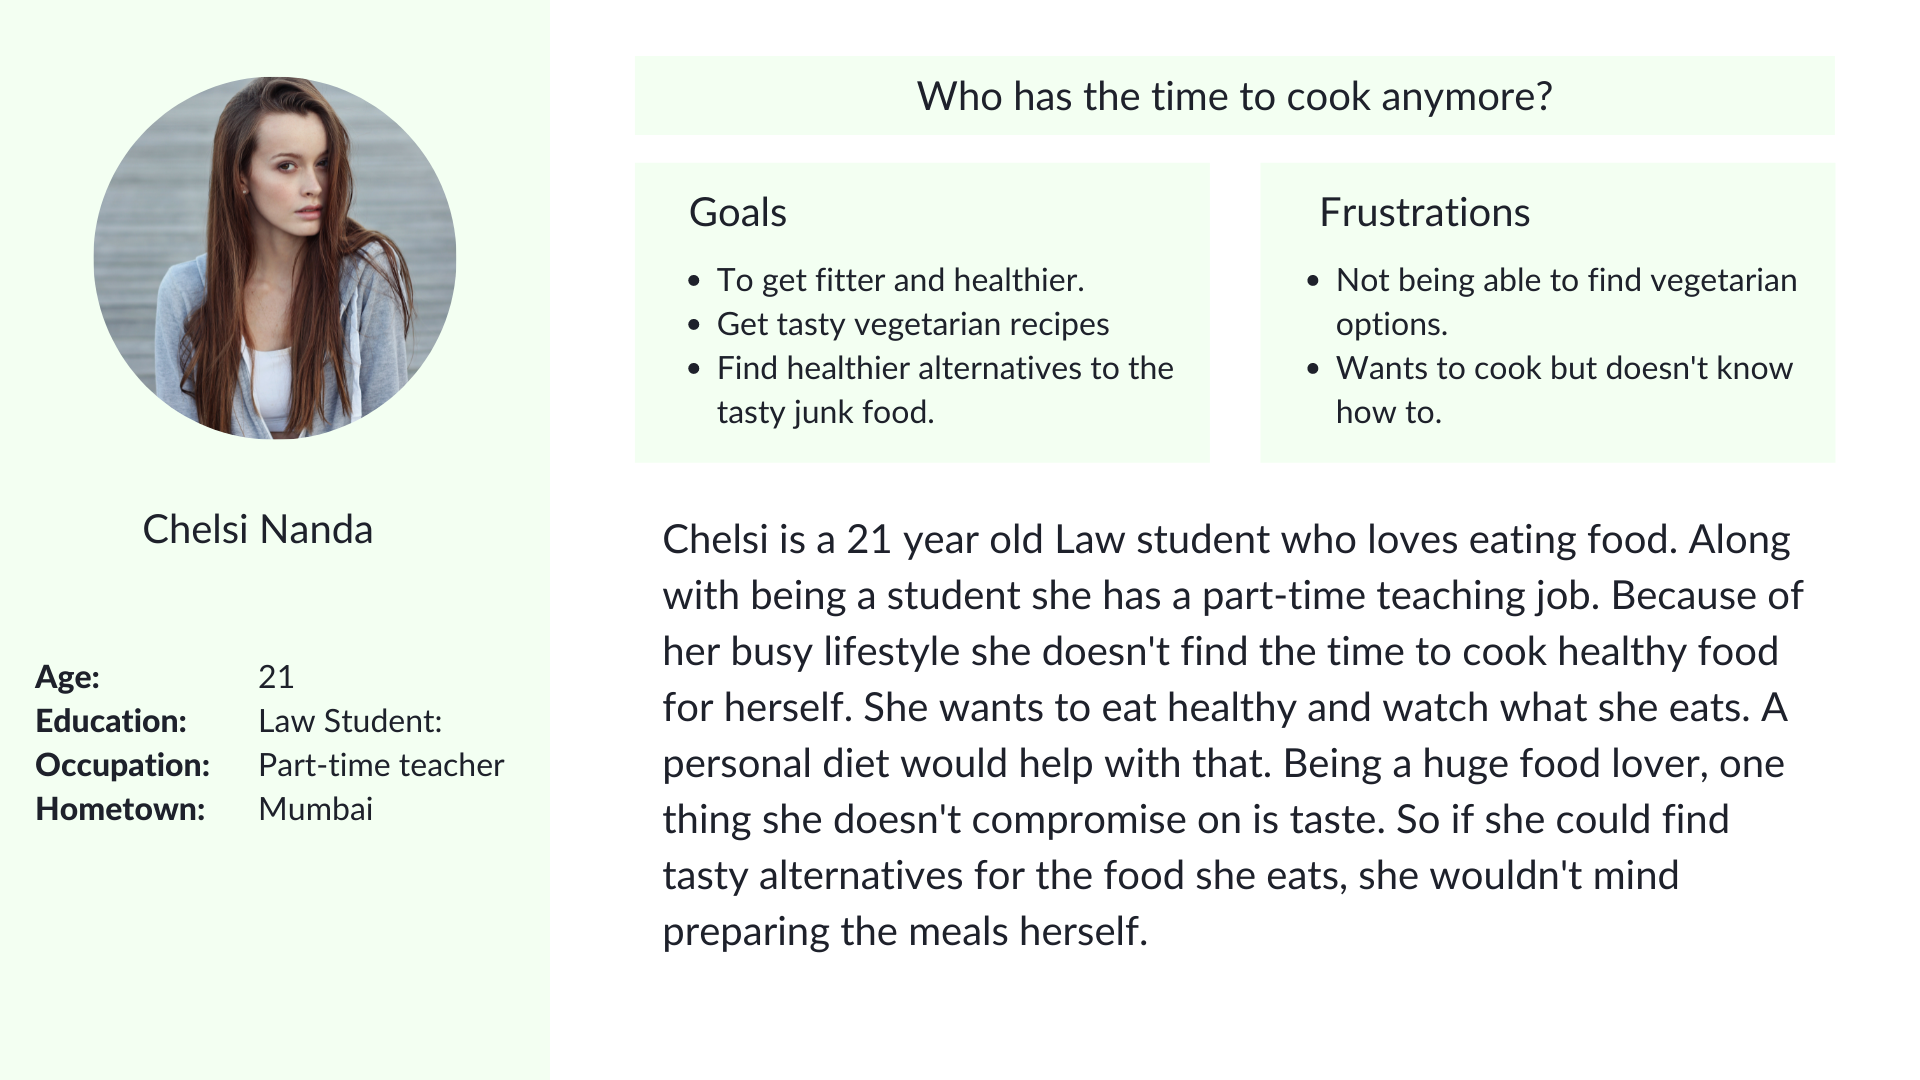 Chelsi Nanda
Age: 21
Education: Law Student:
Occupation: Part-time teacher
Hometown: Mumbai
Who has the time to cook anymore?
Goals
• To get fitter and healthier.
• Get tasty vegetarian recipes
• Find healthier alternatives to the
tasty junk food.
Frustrations
• Not being able to find vegetarian
options.
• Wants to cook but doesn't know
how to.
Chelsi is a 21 year old Law student who loves eating food. Along
with being a student she has a part-time teaching job. Because of
her busy lifestyle she doesn't find the time to cook healthy food
for herself. She wants to eat healthy and watch what she eats. A
personal diet would help with that. Being a huge food lover, one
thing she doesn't compromise on is taste. So if she could find
tasty alternatives for the food she eats, she wouldn't mind
preparing the meals herself.